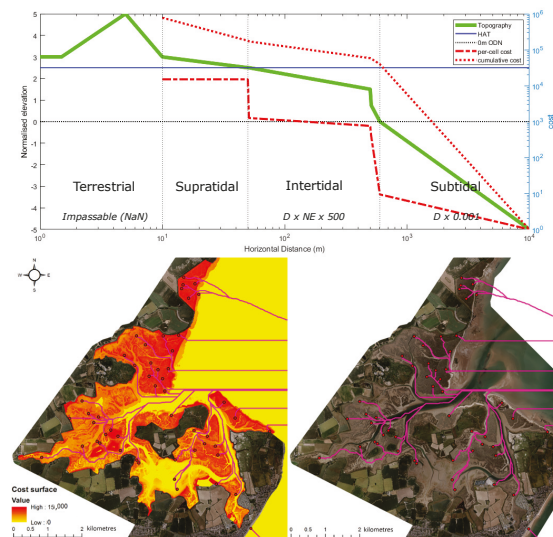 5
4
3
2
1
0
-1
-2
-3
-4
-5
Normalised elevation
Topography
HAT
0m ODN
per-cell cost
cumulative cost
10^5
10^4
10^3
10^2
10^1
10^0
cost
Terrestrial
Supratidal
Intertidal
Subtidal
Impassable (NaN)
D x NE x 500
D x 0.001
10^0
10^1
10^2
10^3
10^4
Horizontal Distance (m)
N
W
E
S
Cost surface
Value
High : 15,000
Low : 0
2 kilometres
0 0.5 1
2 kilometres
0 0.5 1